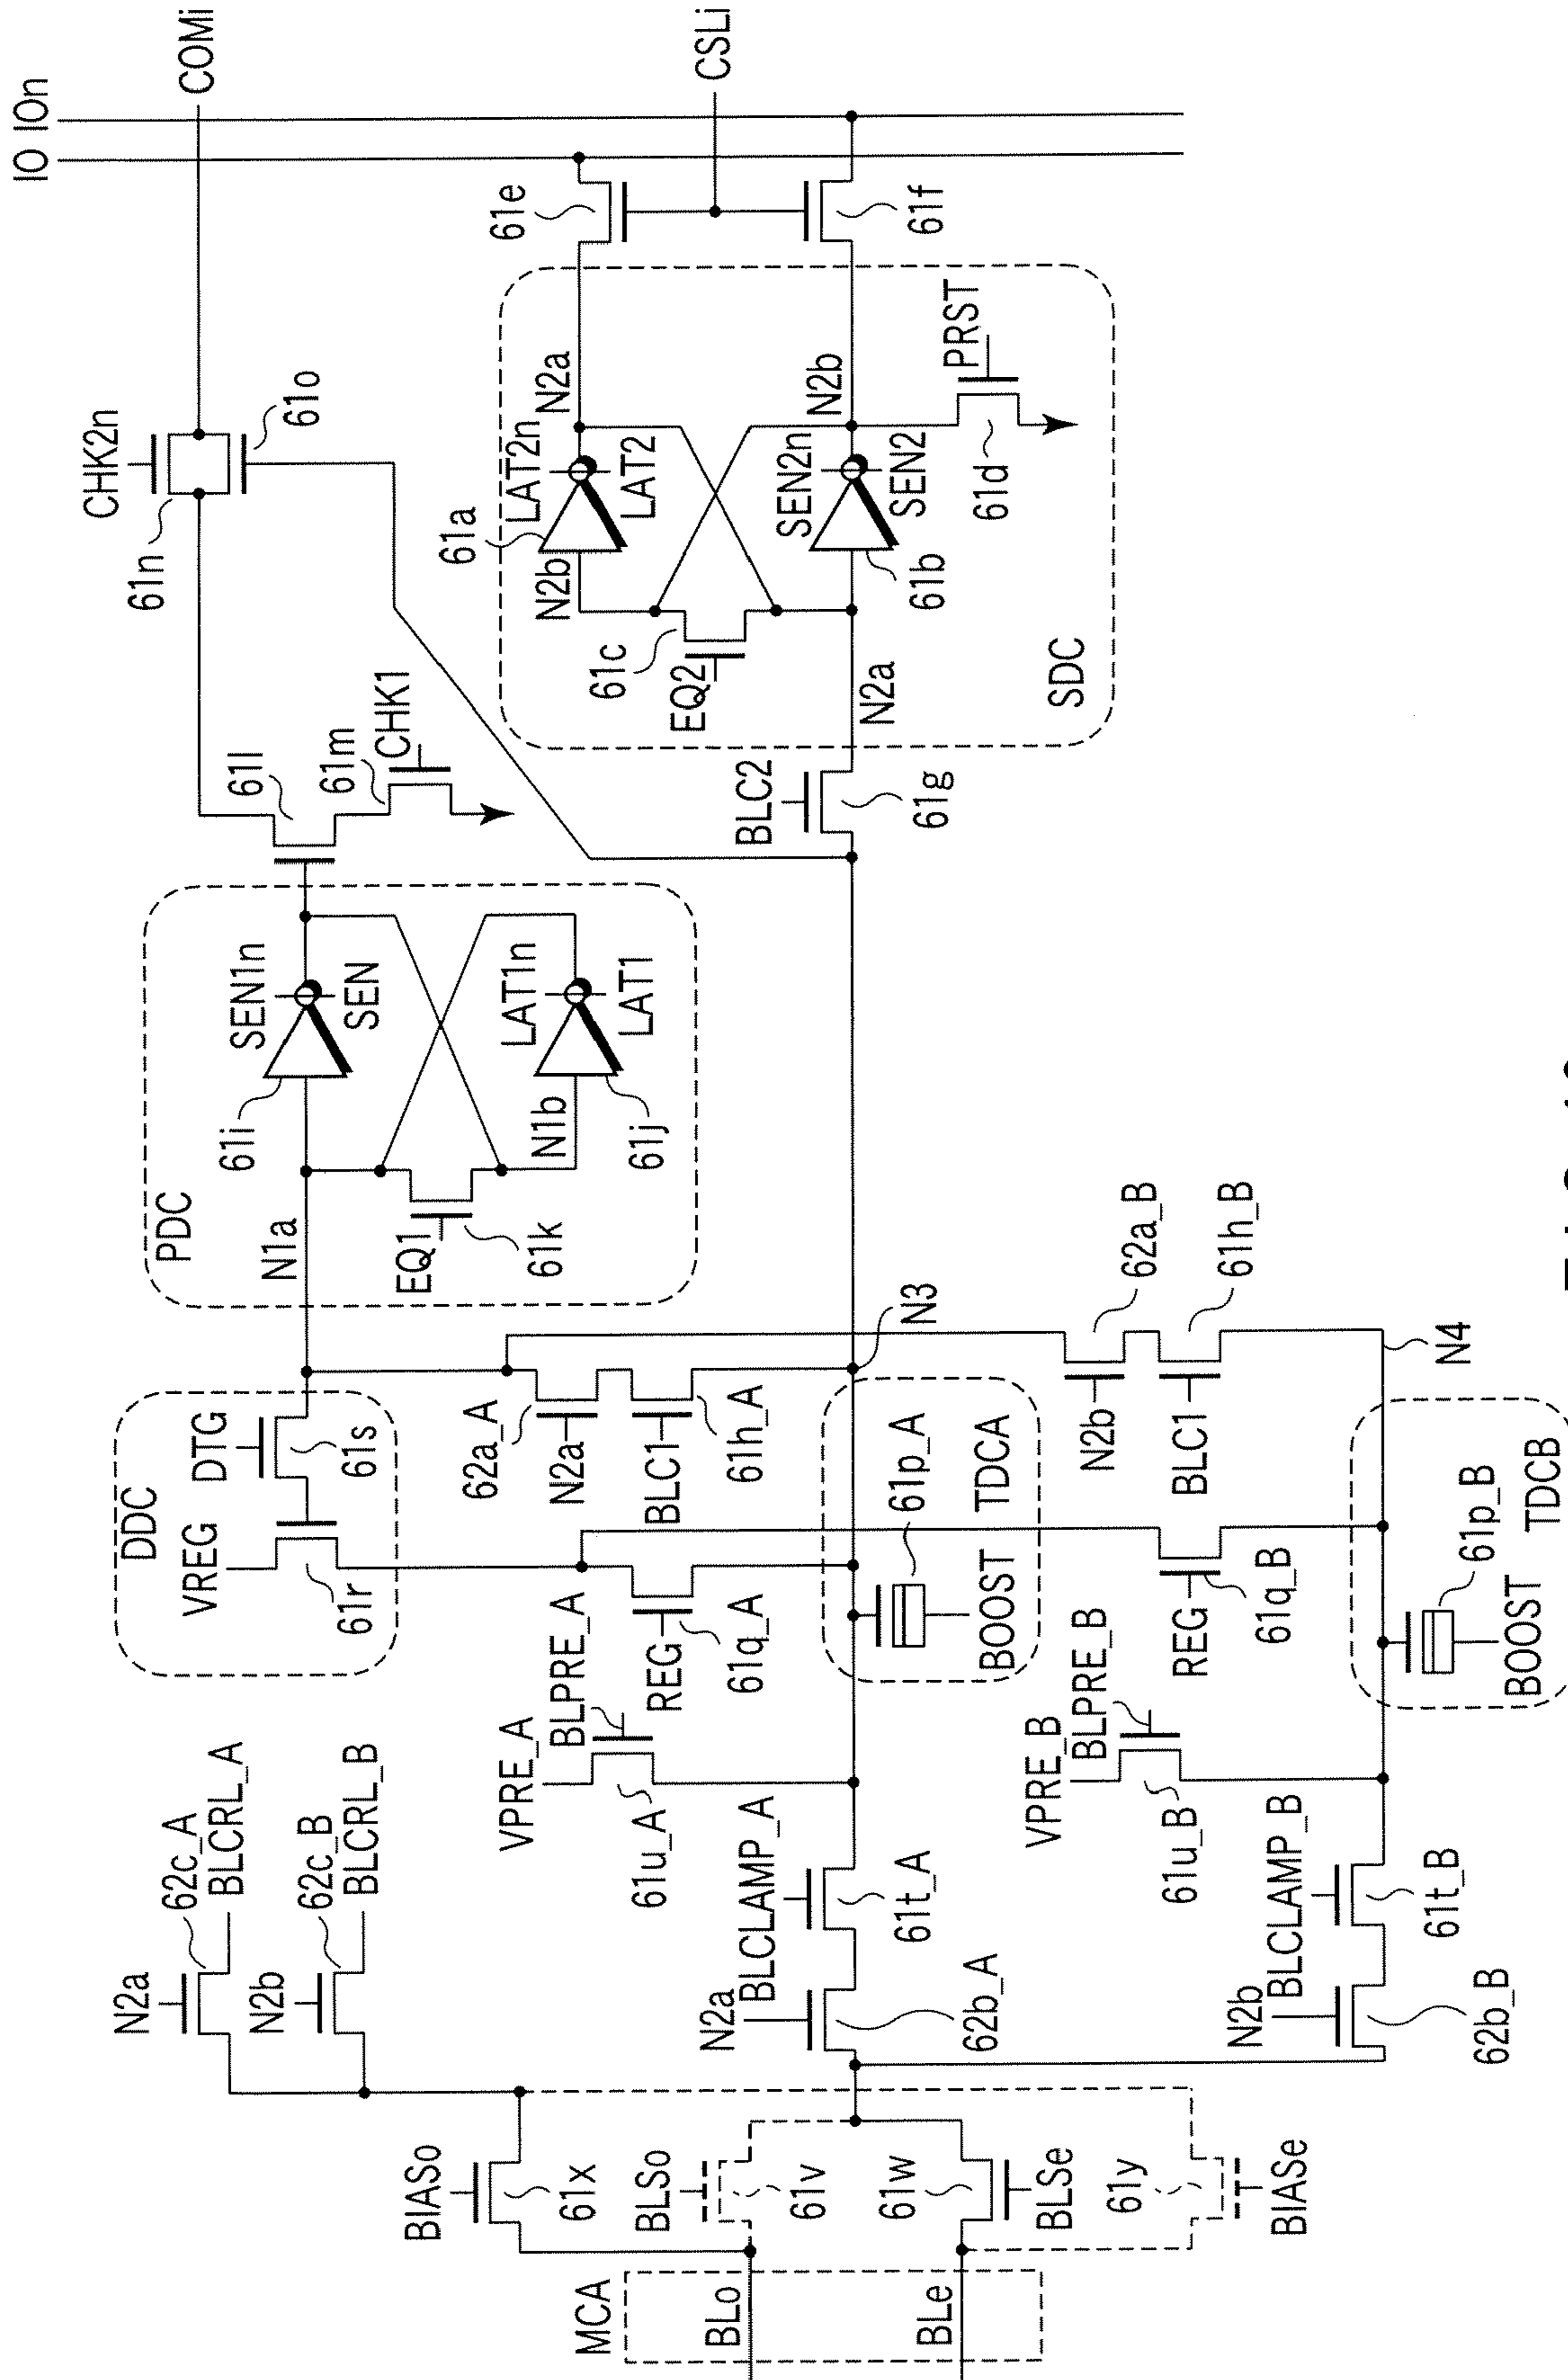 IO IOn
COMi
CHK2n
61n
61o
CSLi
61e
61f
N2a
LAT2n
LAT2
61a
N2b
N2b
SEN2n
SEN2
61b
PRST
61d
61c
EQ2
N2a
SDC
61l
61m
CHK1
BLC2
61g
PDC
SEN1n
SEN
61i
N1a
LAT1n
LAT1
N1b
61j
EQ1
61k
DDC
VREG
DTG
61r
61s
62a_A
N2a
BLC1
61h_A
N3
62a_B
61h_B
N2b
BLC1
N4
VPRE_A
BLPRE_A
61u_A
REG
61q_A
61p_A
TDCA
BOOST
VPRE_B
BLPRE_B
61u_B
REG
61q_B
61p_B
TDCB
BOOST
62c_A
BLCRL_A
N2a
62c_B
BLCRL_B
N2b
BLCLAMP_A
61t_A
N2a
62b_A
BLCLAMP_B
61t_B
N2b
62b_B
BIASo
61x
BLSo
61v
61w
BLSe
61y
BIASe
MCA
BLo
BLe